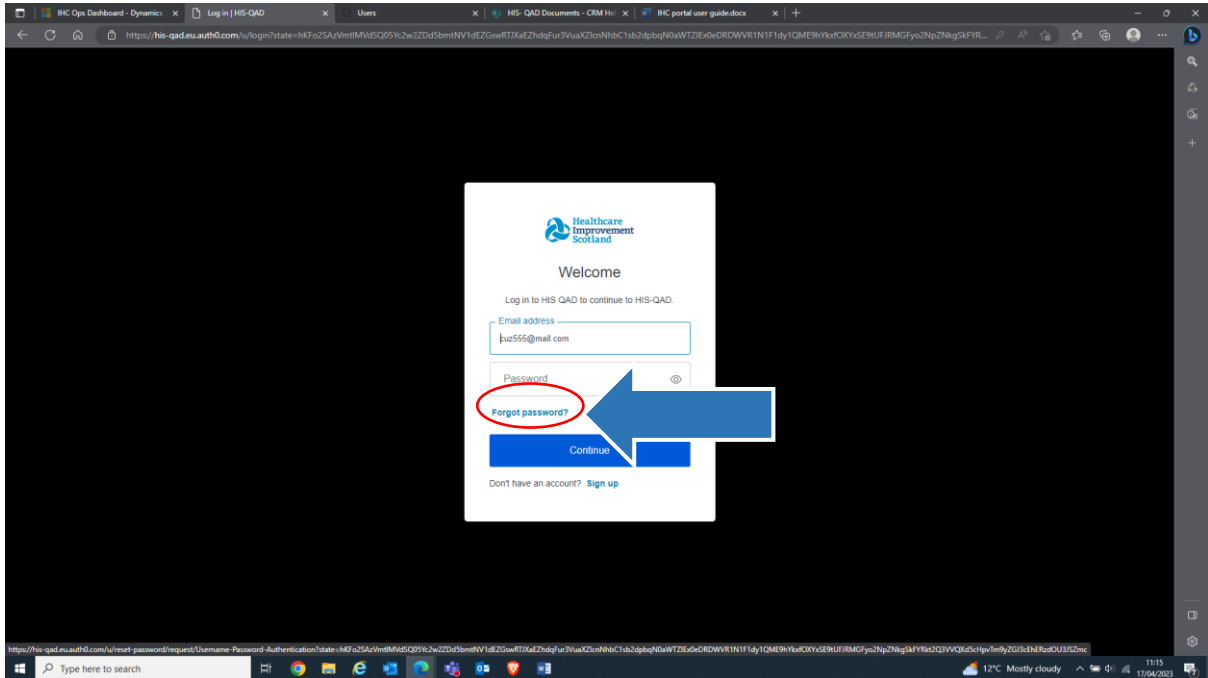 IHC Ops Dashboard - Dynamics
Log in | HIS-QAD
Users
HIS- QAD Documents - CRM Hel
IHC portal user guide.docx
Healthcare
Improvement
Scotland
Welcome
Log in to HIS QAD to continue to HIS-QAD.
Email address
cuz555@mail.com
Password
Forgot password?
Continue
Don't have an account? Sign up
Type here to search
12°C Mostly cloudy
11:15
17/04/2023